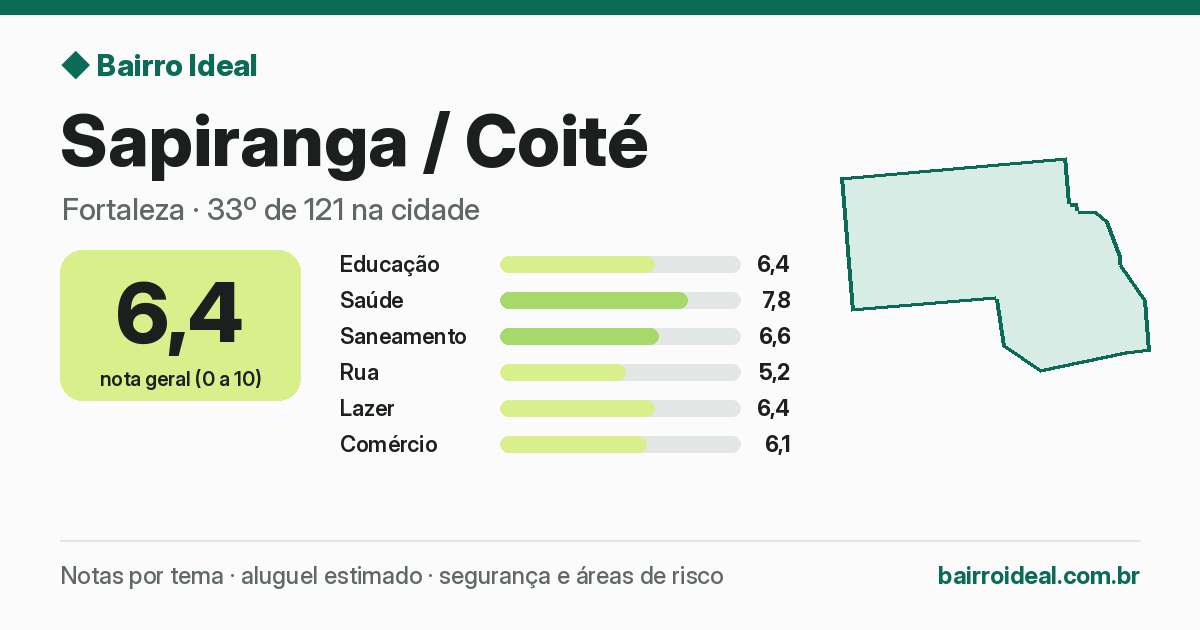 Bairro Ideal
Sapiranga / Coité
Fortaleza · 33º de 121 na cidade
6,4
nota geral (0 a 10)
Educação 6,4
Saúde 7,8
Saneamento 6,6
Rua 5,2
Lazer 6,4
Comércio 6,1
Notas por tema · aluguel estimado · segurança e áreas de risco
bairroideal.com.br